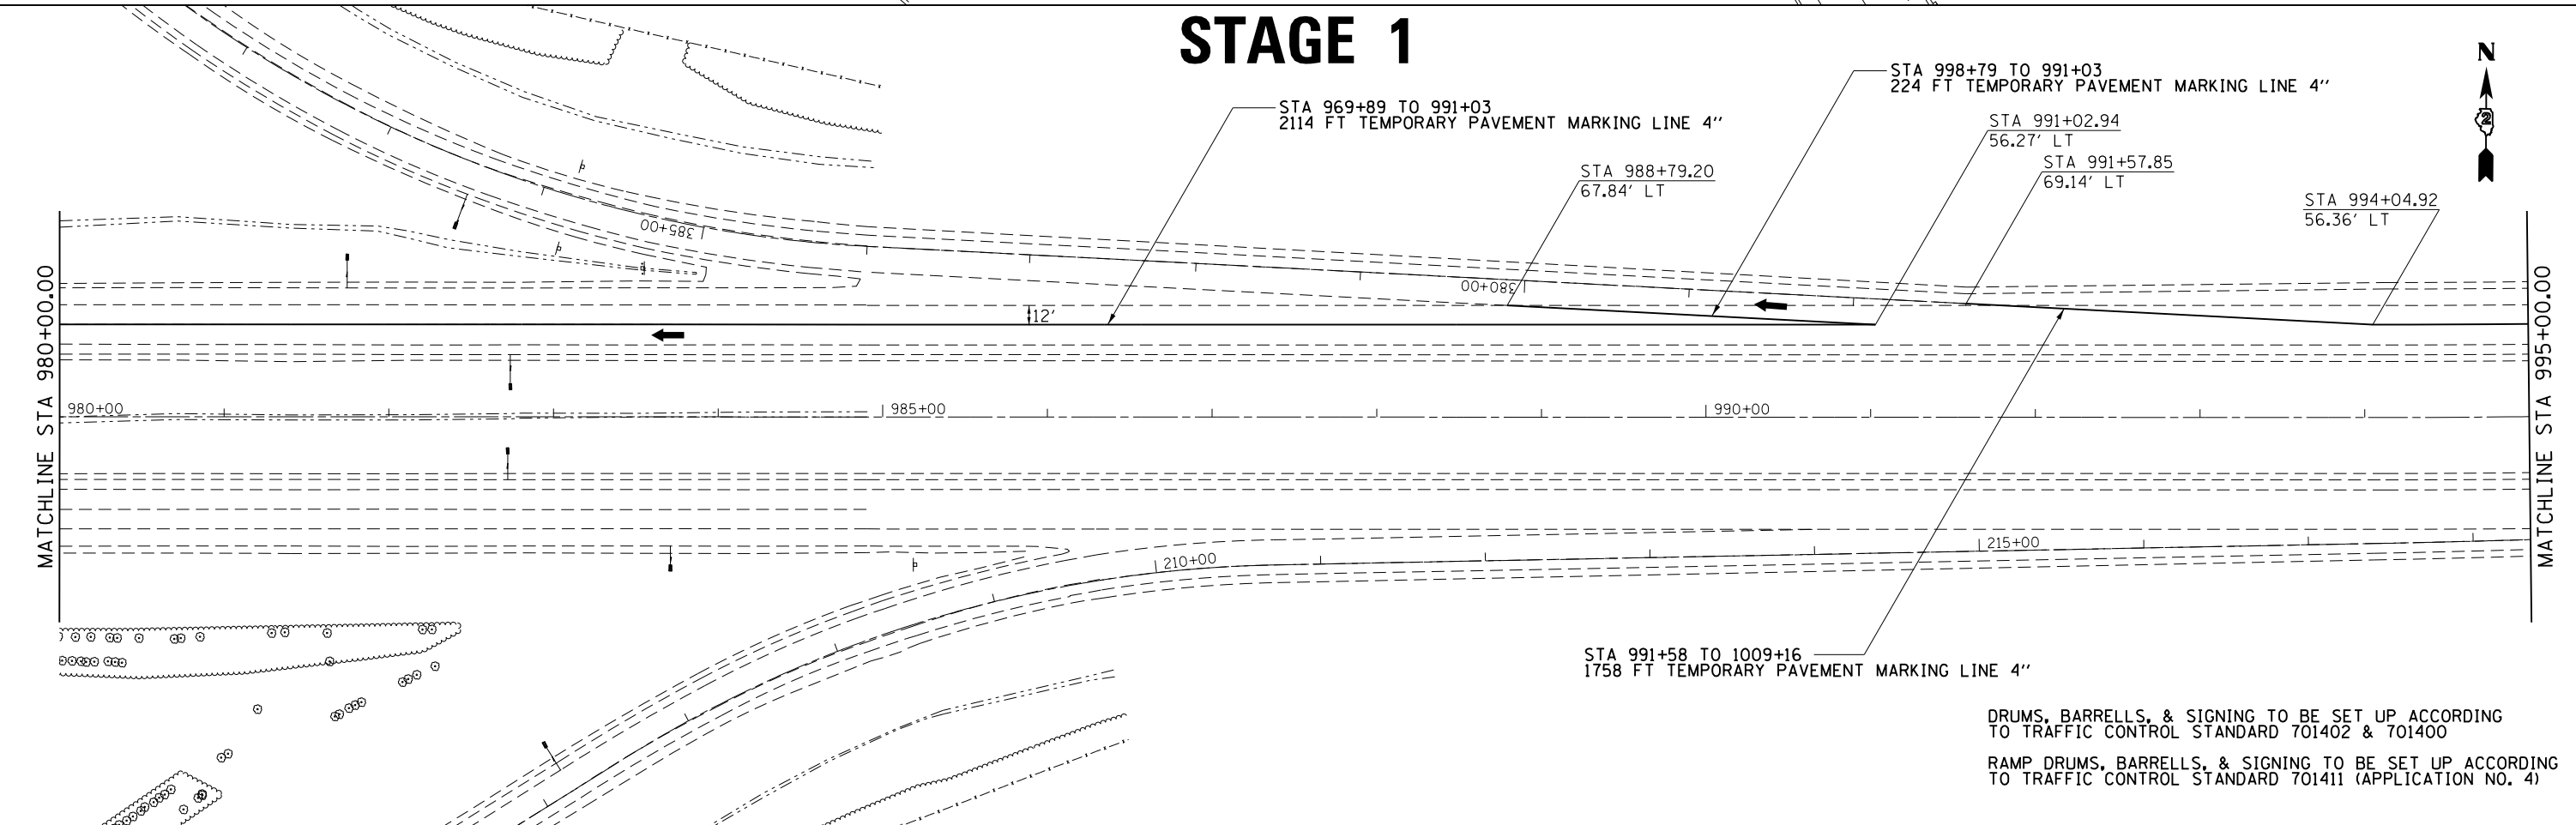 STAGE 1
N
2
STA 998+79 TO 991+03
224 FT TEMPORARY PAVEMENT MARKING LINE 4''
STA 969+89 TO 991+03
2114 FT TEMPORARY PAVEMENT MARKING LINE 4''
STA 991+02.94
56.27' LT
STA 991+57.85
69.14' LT
STA 988+79.20
67.84' LT
STA 994+04.92
56.36' LT
385+00
380+00
12'
MATCHLINE STA 980+00.00
MATCHLINE STA 995+00.00
980+00
985+00
990+00
210+00
215+00
STA 991+58 TO 1009+16
1758 FT TEMPORARY PAVEMENT MARKING LINE 4''
DRUMS, BARRELLS, & SIGNING TO BE SET UP ACCORDING
TO TRAFFIC CONTROL STANDARD 701402 & 701400
RAMP DRUMS, BARRELLS, & SIGNING TO BE SET UP ACCORDING
TO TRAFFIC CONTROL STANDARD 701411 (APPLICATION NO. 4)